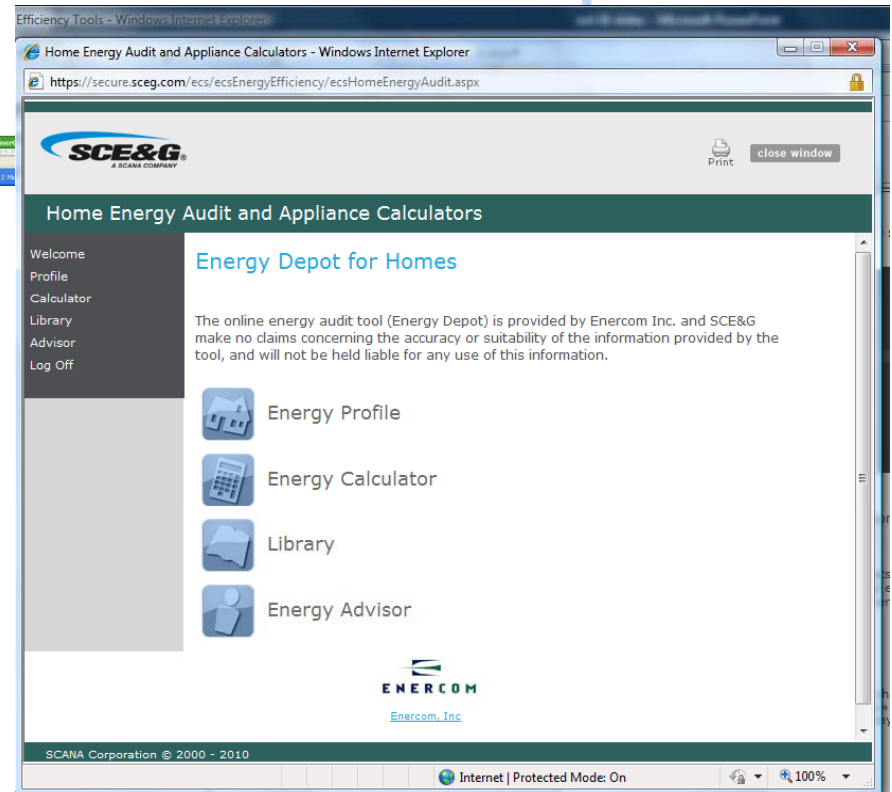 Efficiency Tools - Windows Internet Explorer
Home Energy Audit and Appliance Calculators - Windows Internet Explorer
https://secure.sceg.com/ecs/ecsEnergyEfficiency/ecsHomeEnergyAudit.aspx
SCE&G®
A SCANA COMPANY
Print
close window
Home Energy Audit and Appliance Calculators
Welcome
Profile
Calculator
Library
Advisor
Log Off
Energy Depot for Homes
The online energy audit tool (Energy Depot) is provided by Enercom Inc. and SCE&G
make no claims concerning the accuracy or suitability of the information provided by the
tool, and will not be held liable for any use of this information.
Energy Profile
Energy Calculator
Library
Energy Advisor
ENERCOM
Enercom, Inc
SCANA Corporation © 2000 - 2010
Internet | Protected Mode: On
100%